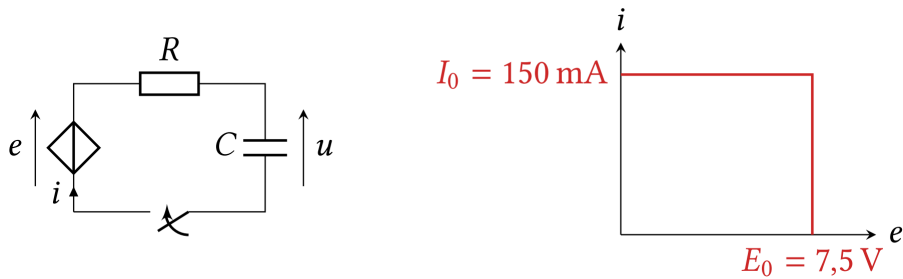 R
e
i
C
u
i
I₀ = 150 mA
e
E₀ = 7,5 V